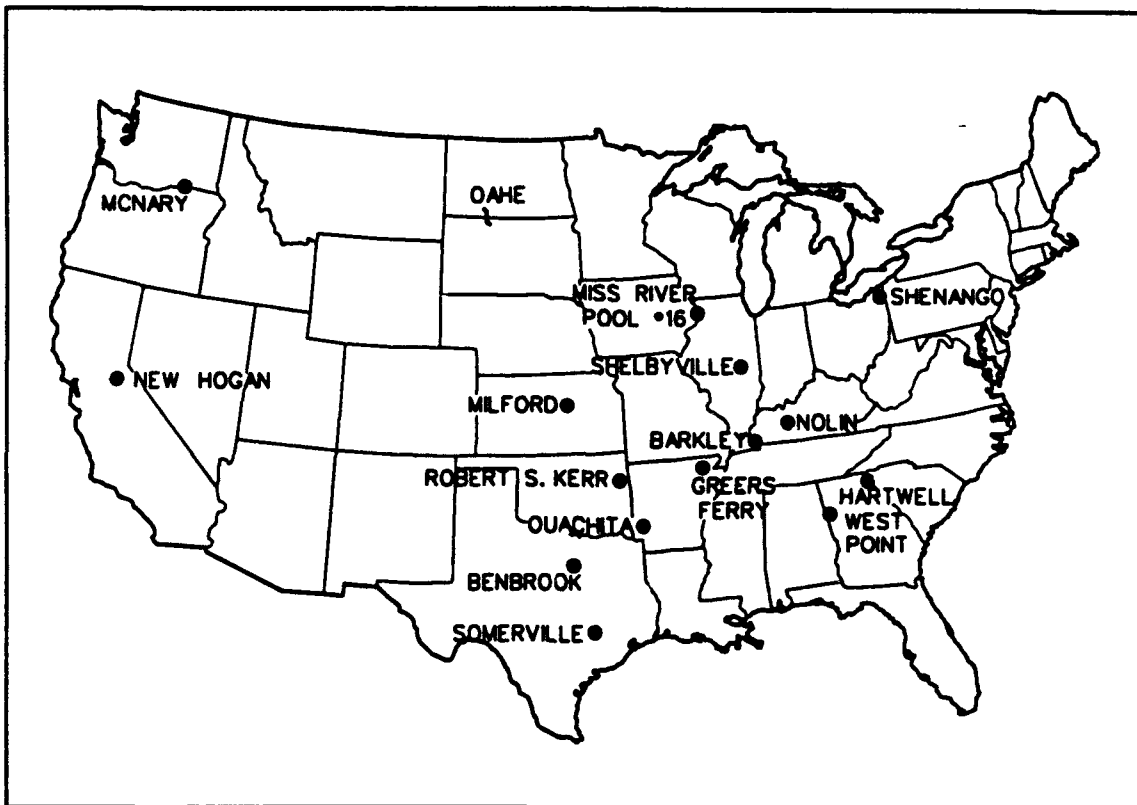 MCNARY
OAHE
MISS RIVER
POOL •16
SHENANGO
SHELBYVILLE
NEW HOGAN
MILFORD
NOLIN
BARKLEY
ROBERT S. KERR
GREERS
FERRY
HARTWELL
WEST
POINT
OUACHITA
BENBROOK
SOMERVILLE